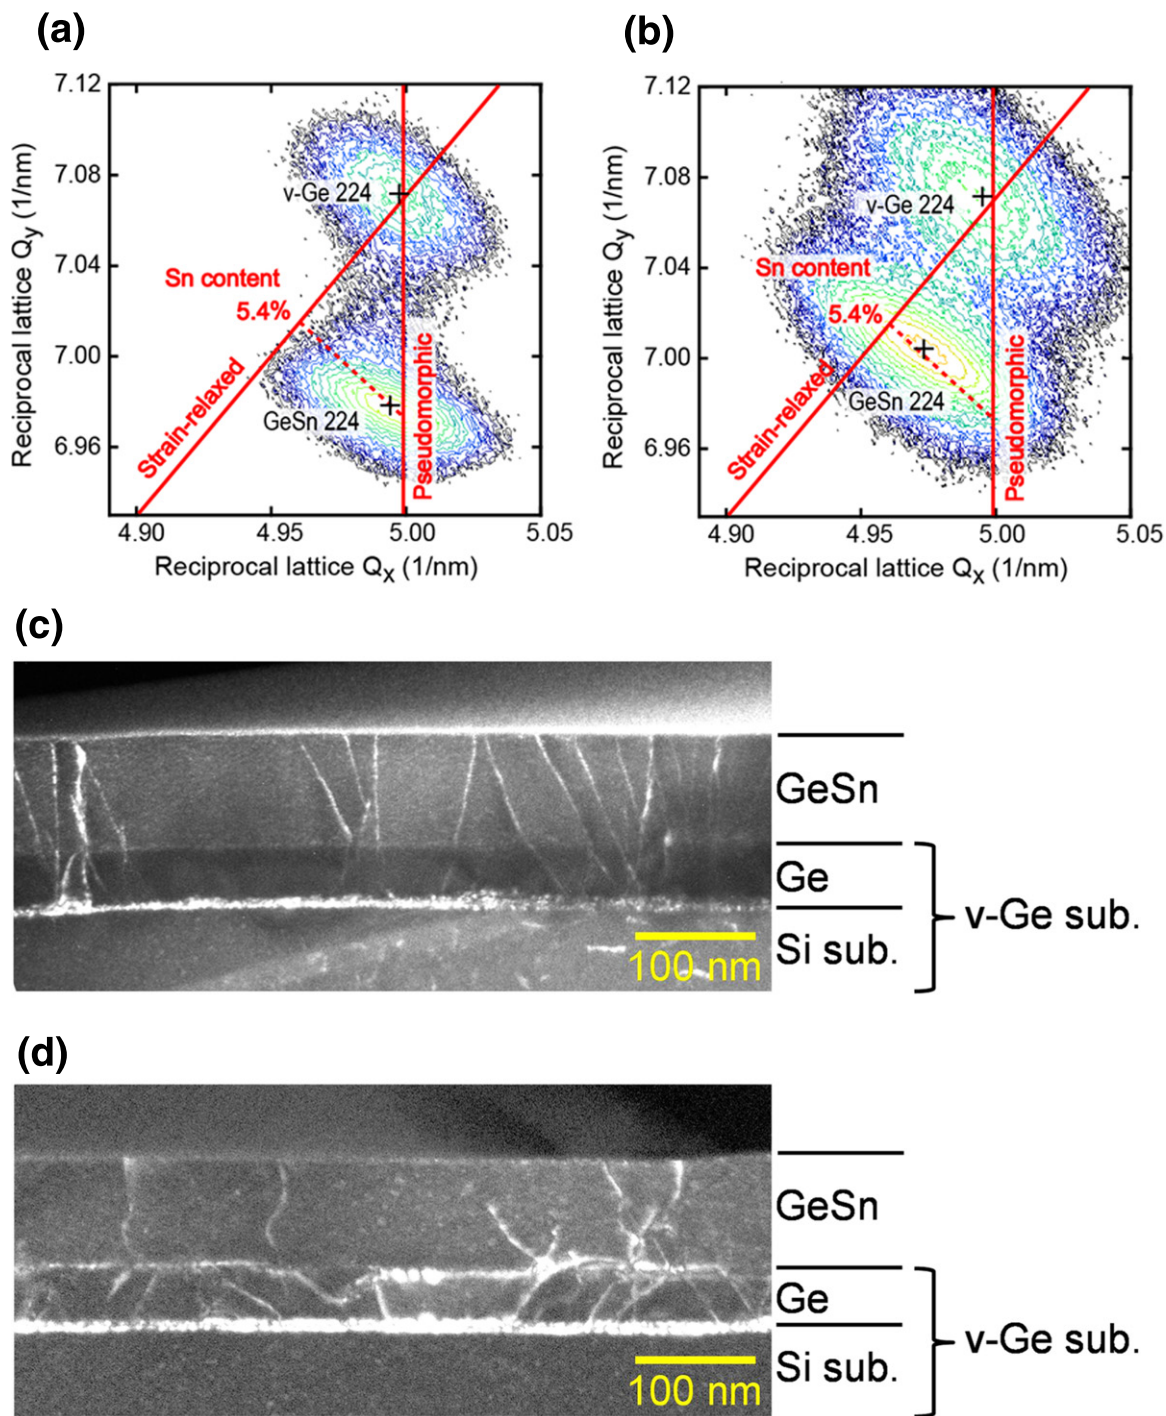 (a)
7.12
7.08
7.04
7.00
6.96
Reciprocal lattice Qy (1/nm)
v-Ge 224
Sn content
5.4%
Strain-relaxed
GeSn 224
Pseudomorphic
4.90
4.95
5.00
5.05
Reciprocal lattice Qx (1/nm)
(b)
7.12
7.08
7.04
7.00
6.96
Reciprocal lattice Qy (1/nm)
v-Ge 224
Sn content
5.4%
Strain-relaxed
GeSn 224
Pseudomorphic
4.90
4.95
5.00
5.05
Reciprocal lattice Qx (1/nm)
(c)
GeSn
Ge
v-Ge sub.
Si sub.
100 nm
(d)
GeSn
Ge
v-Ge sub.
Si sub.
100 nm